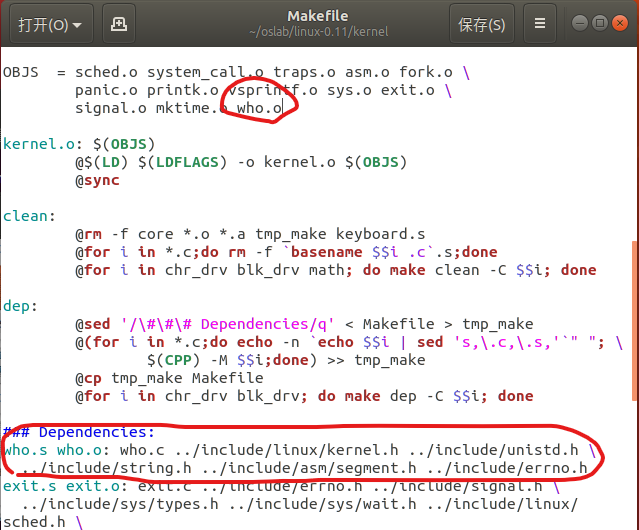 打开(O)
Makefile
~/oslab/linux-0.11/kernel
保存(S)
OBJS = sched.o system_call.o traps.o asm.o fork.o \
panic.o printk.o vsprintf.o sys.o exit.o \
signal.o mktime.o who.o
kernel.o: $(OBJS)
@$(LD) $(LDFLAGS) -o kernel.o $(OBJS)
@sync
clean:
@rm -f core *.o *.a tmp_make keyboard.s
@for i in *.c;do rm -f `basename $$i .c`.s;done
@for i in chr_drv blk_drv math; do make clean -C $$i; done
dep:
@sed '/\#\#\# Dependencies/q' < Makefile > tmp_make
@(for i in *.c;do echo -n `echo $$i | sed 's,\.c,\.s,'`" "; \
$(CPP) -M $$i;done) >> tmp_make
@cp tmp_make Makefile
@for i in chr_drv blk_drv; do make dep -C $$i; done
### Dependencies:
who.s who.o: who.c ../include/linux/kernel.h ../include/unistd.h \
../include/string.h ../include/asm/segment.h ../include/errno.h
exit.s exit.o: exit.c ../include/errno.h ../include/signal.h \
../include/sys/types.h ../include/sys/wait.h ../include/linux/
sched.h \